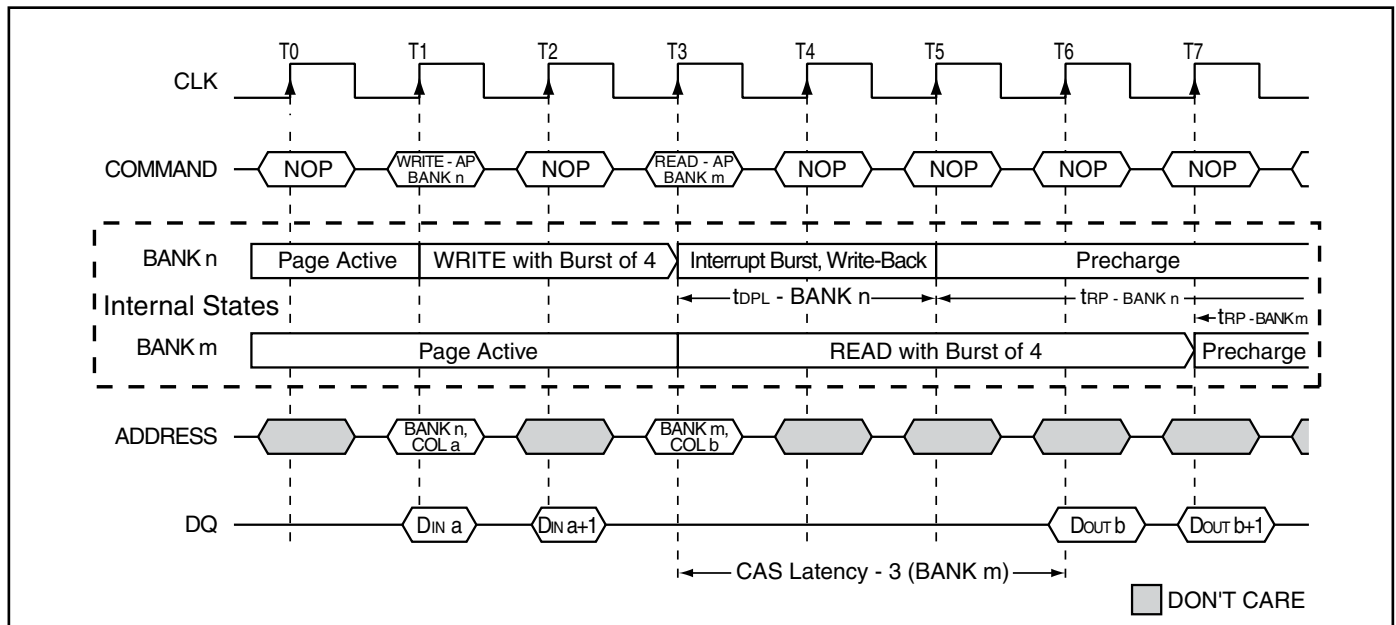 T0 T1 T2 T3 T4 T5 T6 T7
CLK
COMMAND NOP WRITE - AP BANK n NOP READ - AP BANK m NOP NOP NOP NOP
BANK n Page Active WRITE with Burst of 4 Interrupt Burst, Write-Back Precharge
tDPL - BANK n tRP - BANK n
Internal States
tRP - BANK m
BANK m Page Active READ with Burst of 4 Precharge
ADDRESS BANK n, COL a BANK m, COL b
DQ DIN a DIN a+1 DOUT b DOUT b+1
CAS Latency - 3 (BANK m)
DON'T CARE